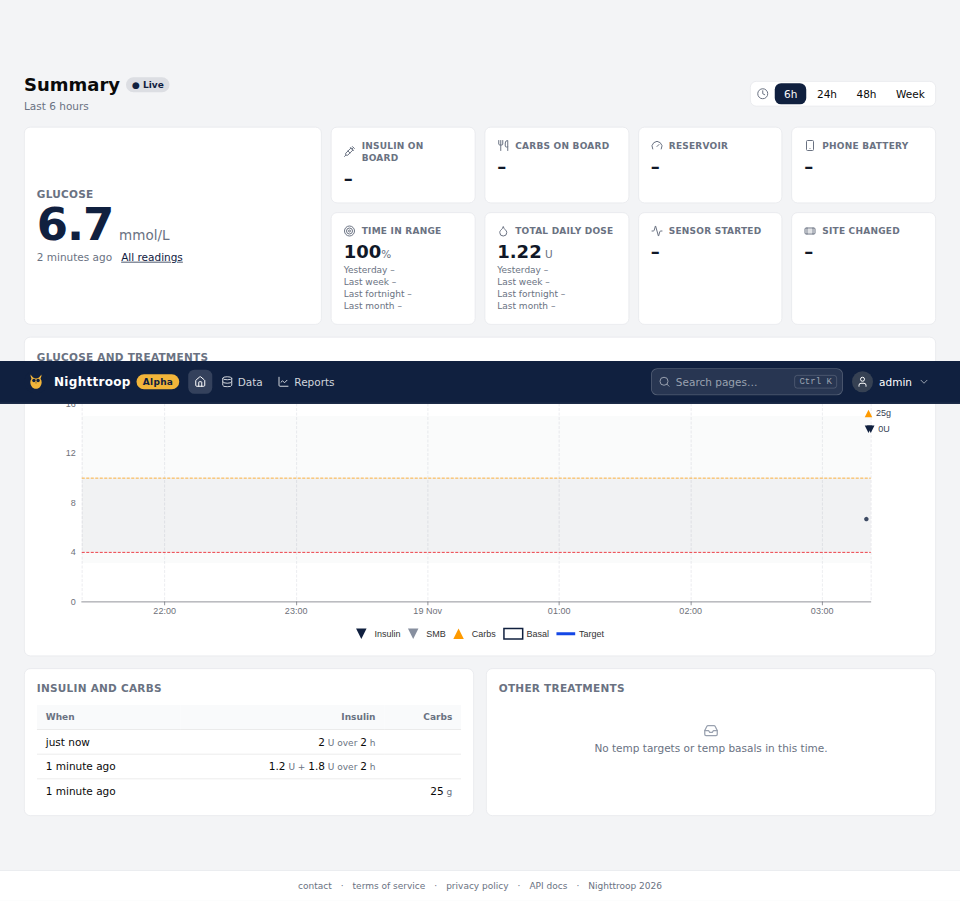 Summary
● Live
Last 6 hours
6h 24h 48h Week
GLUCOSE
6.7 mmol/L
2 minutes ago All readings
INSULIN ON BOARD
–
CARBS ON BOARD
–
RESERVOIR
–
PHONE BATTERY
–
TIME IN RANGE
100%
Yesterday –
Last week –
Last fortnight –
Last month –
TOTAL DAILY DOSE
1.22 U
Yesterday –
Last week –
Last fortnight –
Last month –
SENSOR STARTED
–
SITE CHANGED
–
GLUCOSE AND TREATMENTS
Nighttroop Alpha Data Reports Search pages... Ctrl K admin
16
25g
0U
12
8
4
0
22:00 23:00 19 Nov 01:00 02:00 03:00
Insulin SMB Carbs Basal Target
INSULIN AND CARBS
When Insulin Carbs
just now 2 U over 2 h
1 minute ago 1.2 U + 1.8 U over 2 h
1 minute ago 25 g
OTHER TREATMENTS
No temp targets or temp basals in this time.
contact · terms of service · privacy policy · API docs · Nighttroop 2026